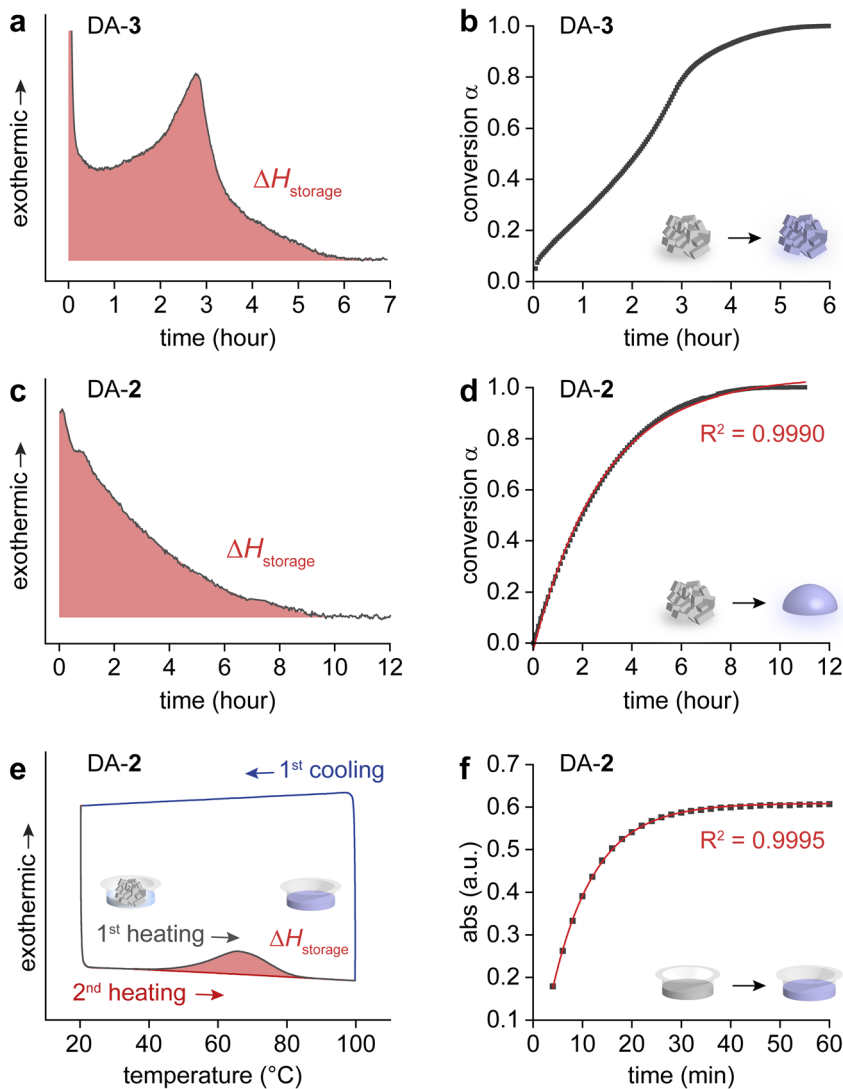 a DA-3
exothermic →
ΔHstorage
0 1 2 3 4 5 6 7
time (hour)
b DA-3
conversion α
1.0
0.8
0.6
0.4
0.2
0.0
0 1 2 3 4 5 6
time (hour)
c DA-2
exothermic →
ΔHstorage
0 2 4 6 8 10 12
time (hour)
d DA-2
conversion α
1.0
0.8
0.6
0.4
0.2
0.0
R² = 0.9990
0 2 4 6 8 10 12
time (hour)
e DA-2
exothermic →
← 1st cooling
1st heating →
ΔHstorage
2nd heating →
20 40 60 80 100
temperature (°C)
f DA-2
abs (a.u.)
0.7
0.6
0.5
0.4
0.3
0.2
0.1
R² = 0.9995
0 10 20 30 40 50 60
time (min)